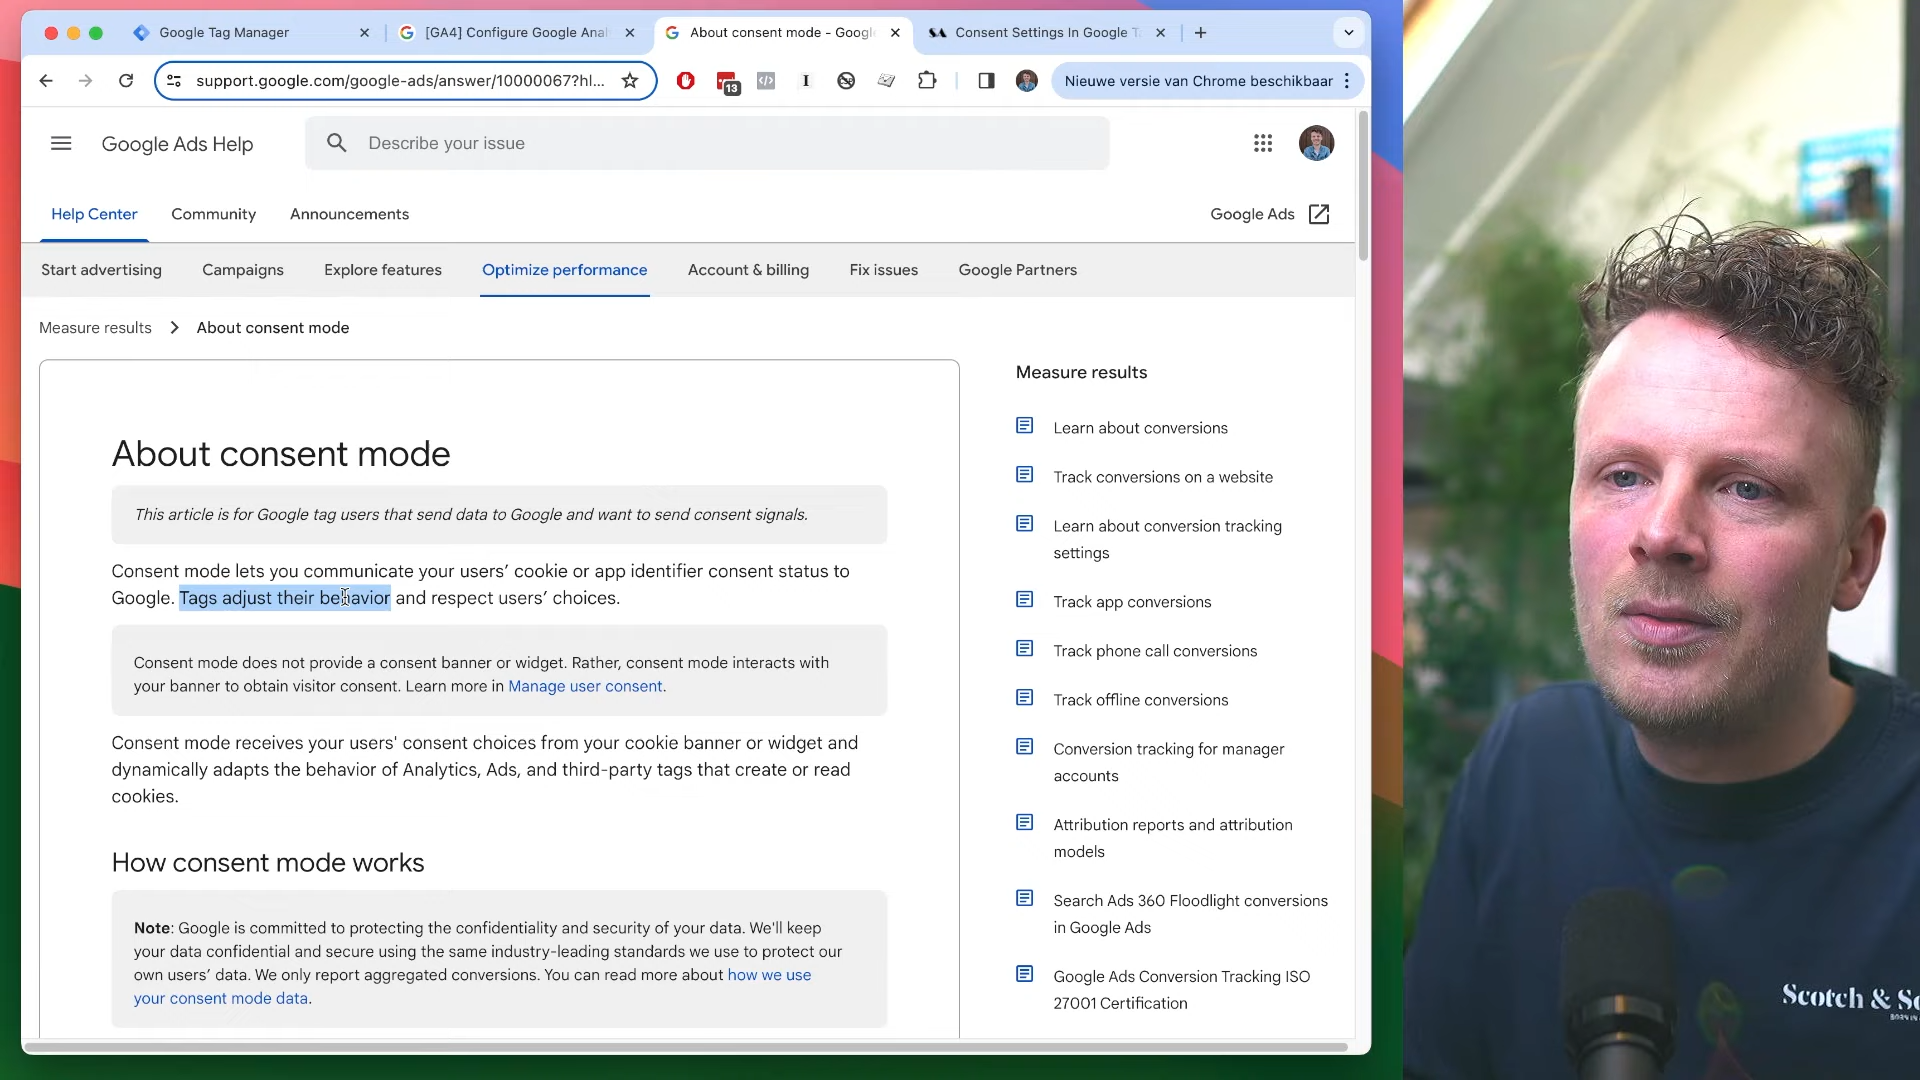 Google Tag Manager
[GA4] Configure Google Anal
About consent mode - Google
Consent Settings In Google T
support.google.com/google-ads/answer/10000067?hl...
13
Nieuwe versie van Chrome beschikbaar
Google Ads Help
Describe your issue
Help Center
Community
Announcements
Google Ads
Start advertising
Campaigns
Explore features
Optimize performance
Account & billing
Fix issues
Google Partners
Measure results
About consent mode
About consent mode
This article is for Google tag users that send data to Google and want to send consent signals.
Consent mode lets you communicate your users’ cookie or app identifier consent status to
Google. Tags adjust their behavior and respect users’ choices.
Consent mode does not provide a consent banner or widget. Rather, consent mode interacts with
your banner to obtain visitor consent. Learn more in Manage user consent.
Consent mode receives your users' consent choices from your cookie banner or widget and
dynamically adapts the behavior of Analytics, Ads, and third-party tags that create or read
cookies.
How consent mode works
Note: Google is committed to protecting the confidentiality and security of your data. We'll keep
your data confidential and secure using the same industry-leading standards we use to protect our
own users’ data. We only report aggregated conversions. You can read more about how we use
your consent mode data.
Measure results
Learn about conversions
Track conversions on a website
Learn about conversion tracking
settings
Track app conversions
Track phone call conversions
Track offline conversions
Conversion tracking for manager
accounts
Attribution reports and attribution
models
Search Ads 360 Floodlight conversions
in Google Ads
Google Ads Conversion Tracking ISO
27001 Certification
Scotch & So